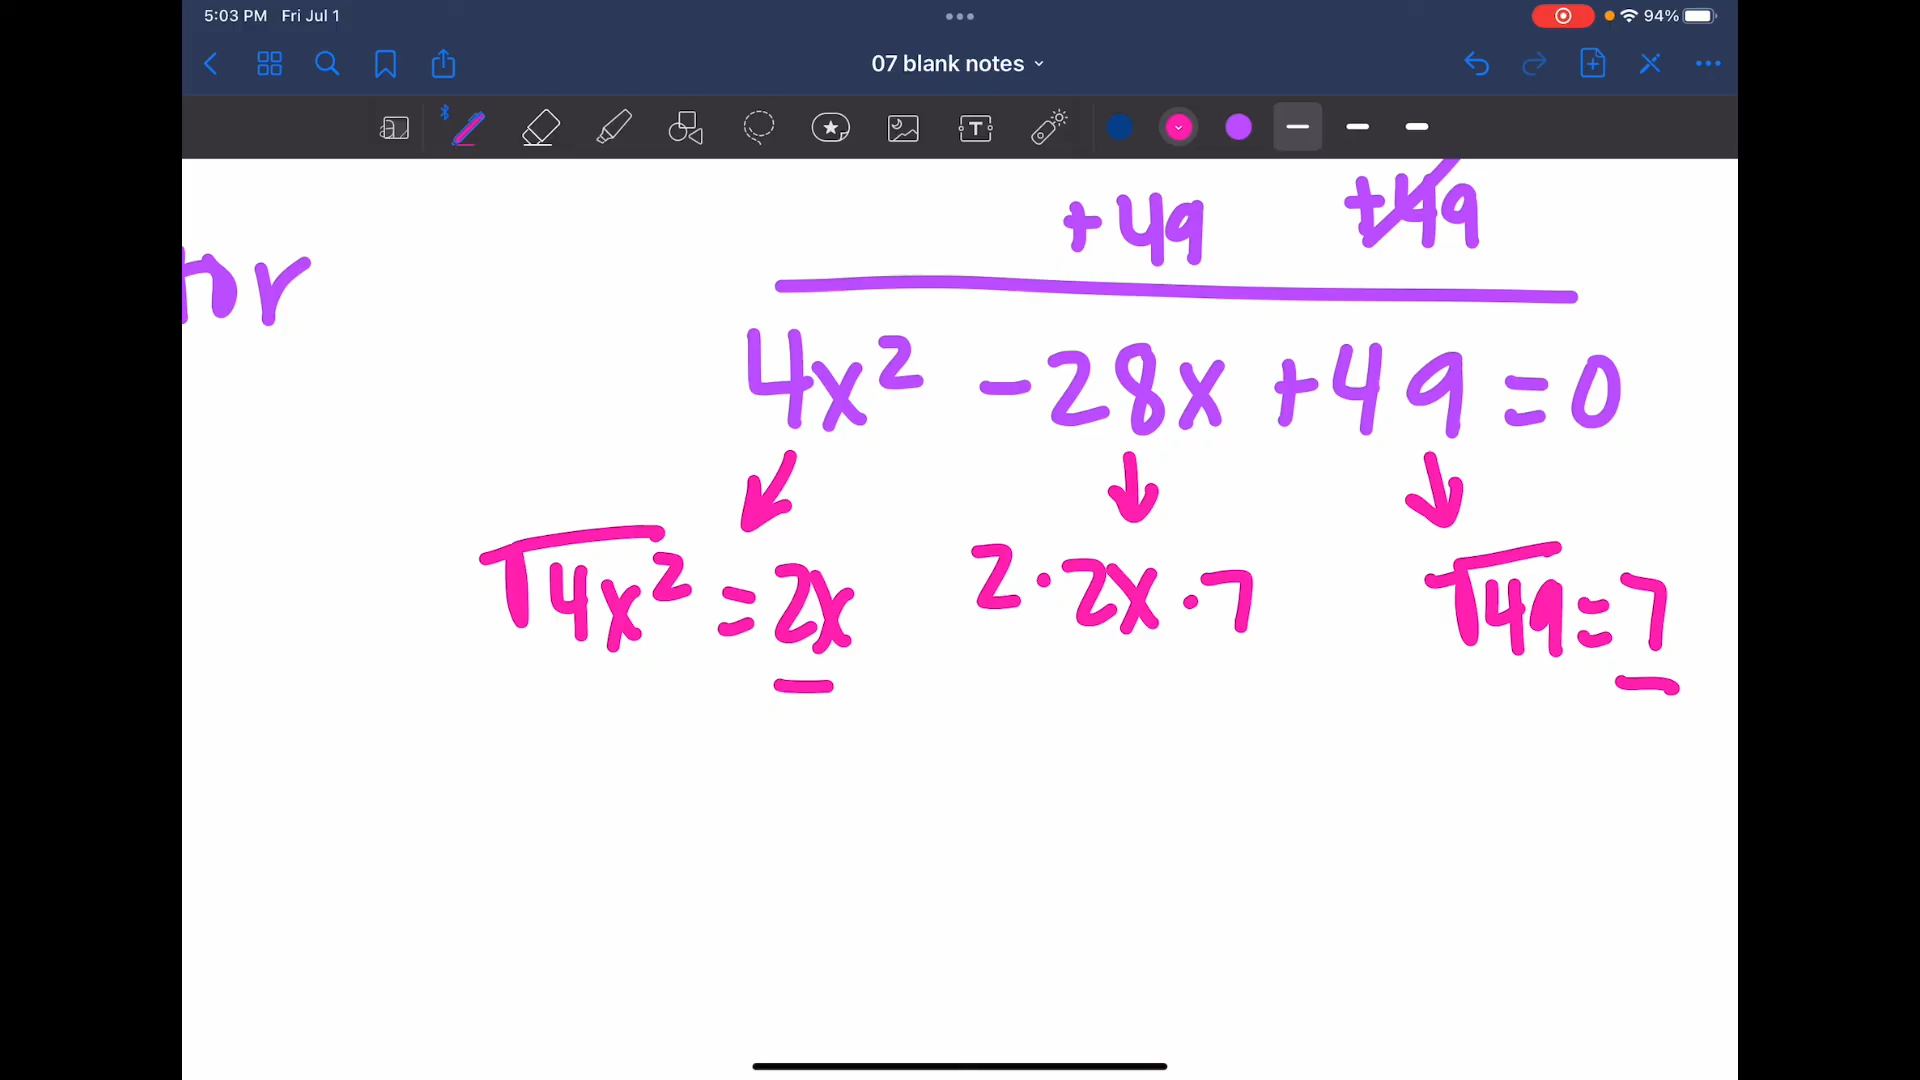 5:03 PM Fri Jul 1
94%
07 blank notes
+49 +49
or
4x² -28x +49 = 0
√4x² = 2x 2·2x·7 √49 = 7